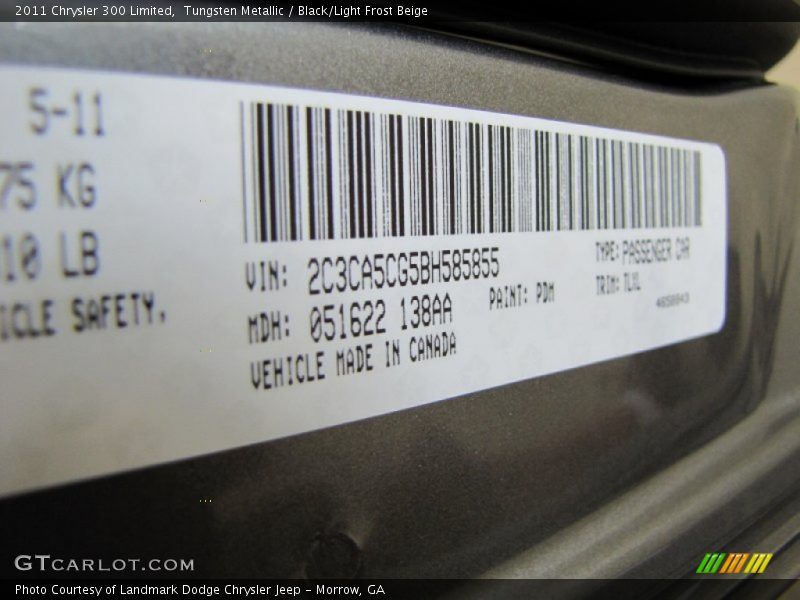 2011 Chrysler 300 Limited, Tungsten Metallic / Black/Light Frost Beige
5-11
75 KG
10 LB
ICLE SAFETY.
VIN: 2C3CA5CG5BH585855
TYPE: PASSENGER CAR
MDH: 051622 138AA
PAINT: PDM
TRIM: TLXL
VEHICLE MADE IN CANADA
GTCARLOT.COM
Photo Courtesy of Landmark Dodge Chrysler Jeep - Morrow, GA